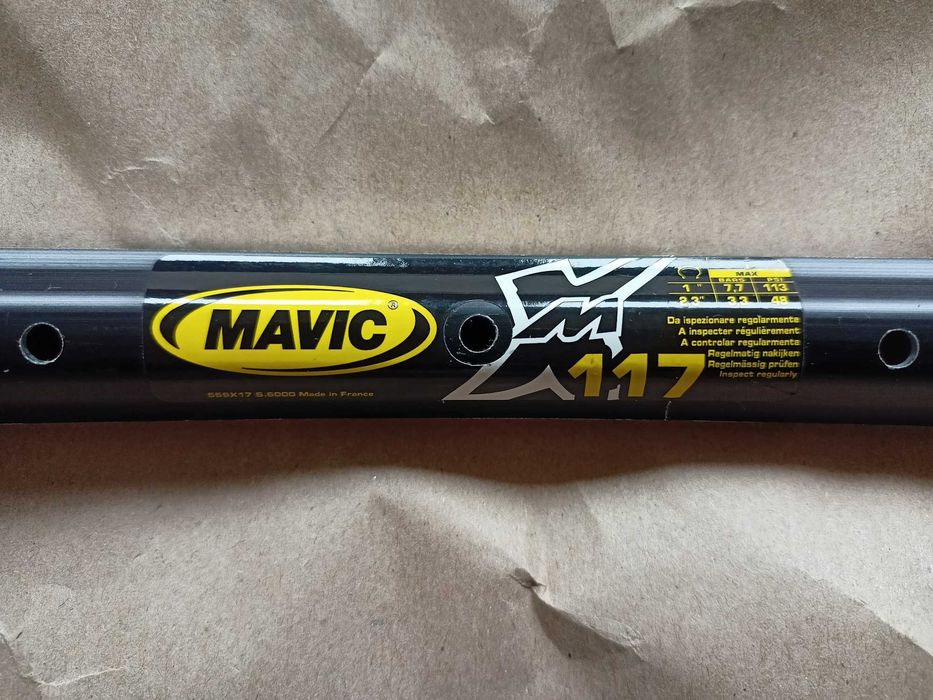 MAVIC®
559X17 S.6000 Made in France
XM
117
MAX
BARS PSI
1" 7,7 113
2.3" 3.3 48
Da ispezionare regolarmente
A inspecter régulièrement
A controlar regularmente
Regelmatig nakijken
Regelmässig prüfen
Inspect regularly